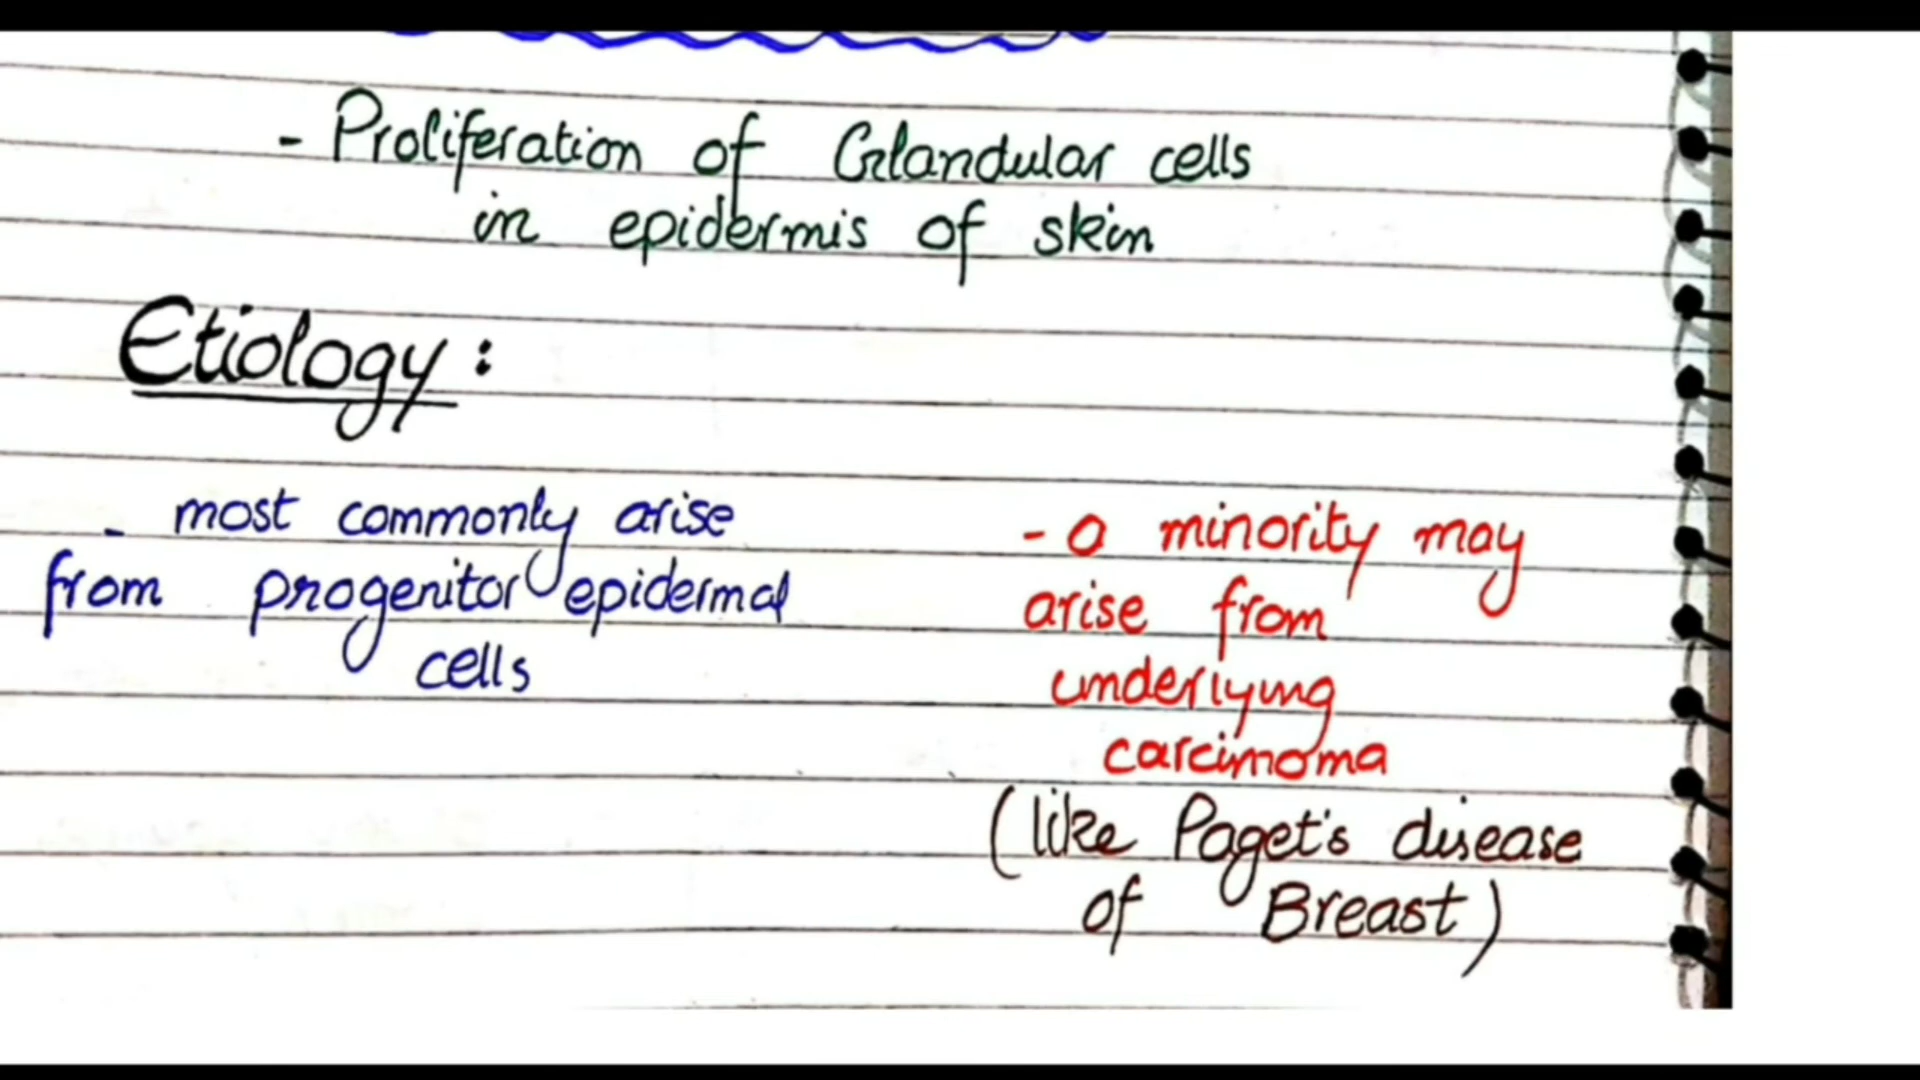 - Proliferation of Glandular cells
in epidermis of skin
Etiology :
- most commonly arise
from progenitor epidermal
cells
- a minority may
arise from
underlying
carcinoma
(like Paget's disease
of Breast)